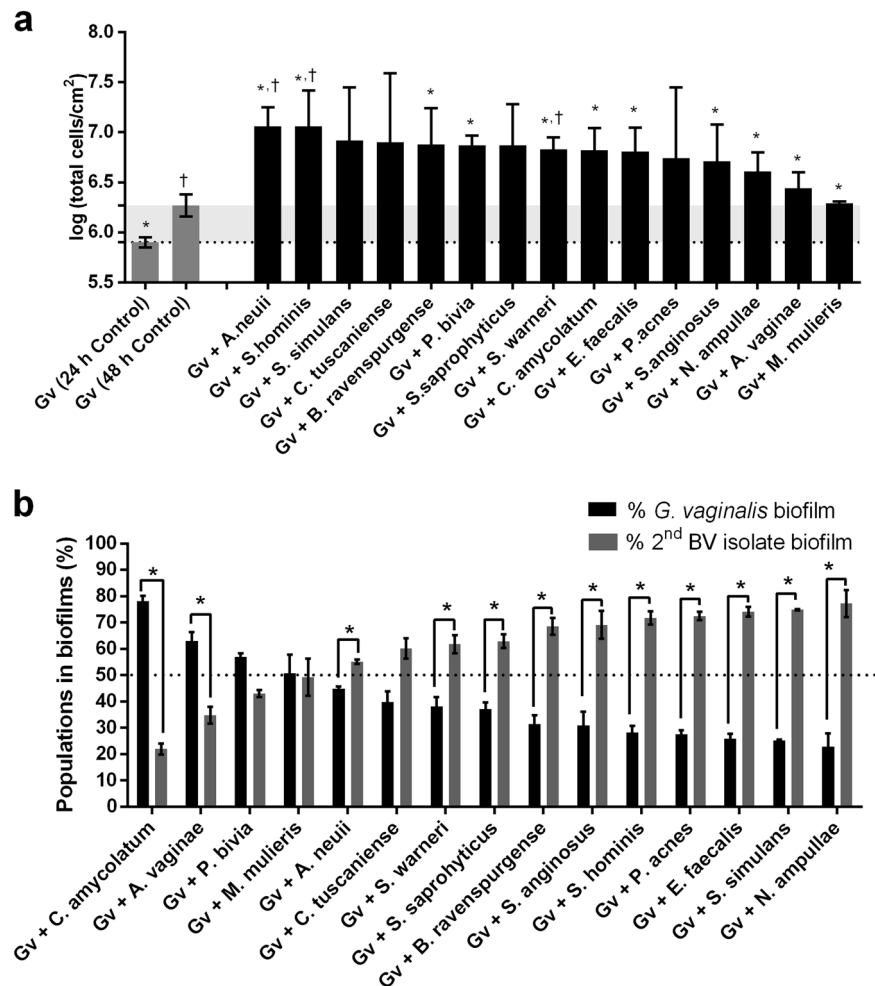 a
log (total cells/cm²)
8.0
7.5
7.0
6.5
6.0
5.5
*
†
*,†
*,†
*
*
*,†
*
*
*
*
*
*
Gv (24 h Control)
Gv (48 h Control)
Gv + A.neuii
Gv + S.hominis
Gv + S. simulans
Gv + C. tuscaniense
Gv + B. ravenspurgense
Gv + P. bivia
Gv + S.saprophyticus
Gv + S. warneri
Gv + C. amycolatum
Gv + E. faecalis
Gv + P.acnes
Gv + S.anginosus
Gv + N. ampullae
Gv + A. vaginae
Gv+ M. mulieris
b
% G. vaginalis biofilm
% 2nd BV isolate biofilm
Populations in biofilms (%)
100
90
80
70
60
50
40
30
20
10
0
*
*
*
*
*
*
*
*
*
*
*
*
Gv + C. amycolatum
Gv + A. vaginae
Gv + P. bivia
Gv + M. mulieris
Gv + A. neuii
Gv + C. tuscaniense
Gv + S. warneri
Gv + S. saprohyticus
Gv + B. ravenspurgense
Gv + S. anginosus
Gv + S. hominis
Gv + P. acnes
Gv + E. faecalis
Gv + S. simulans
Gv + N. ampullae